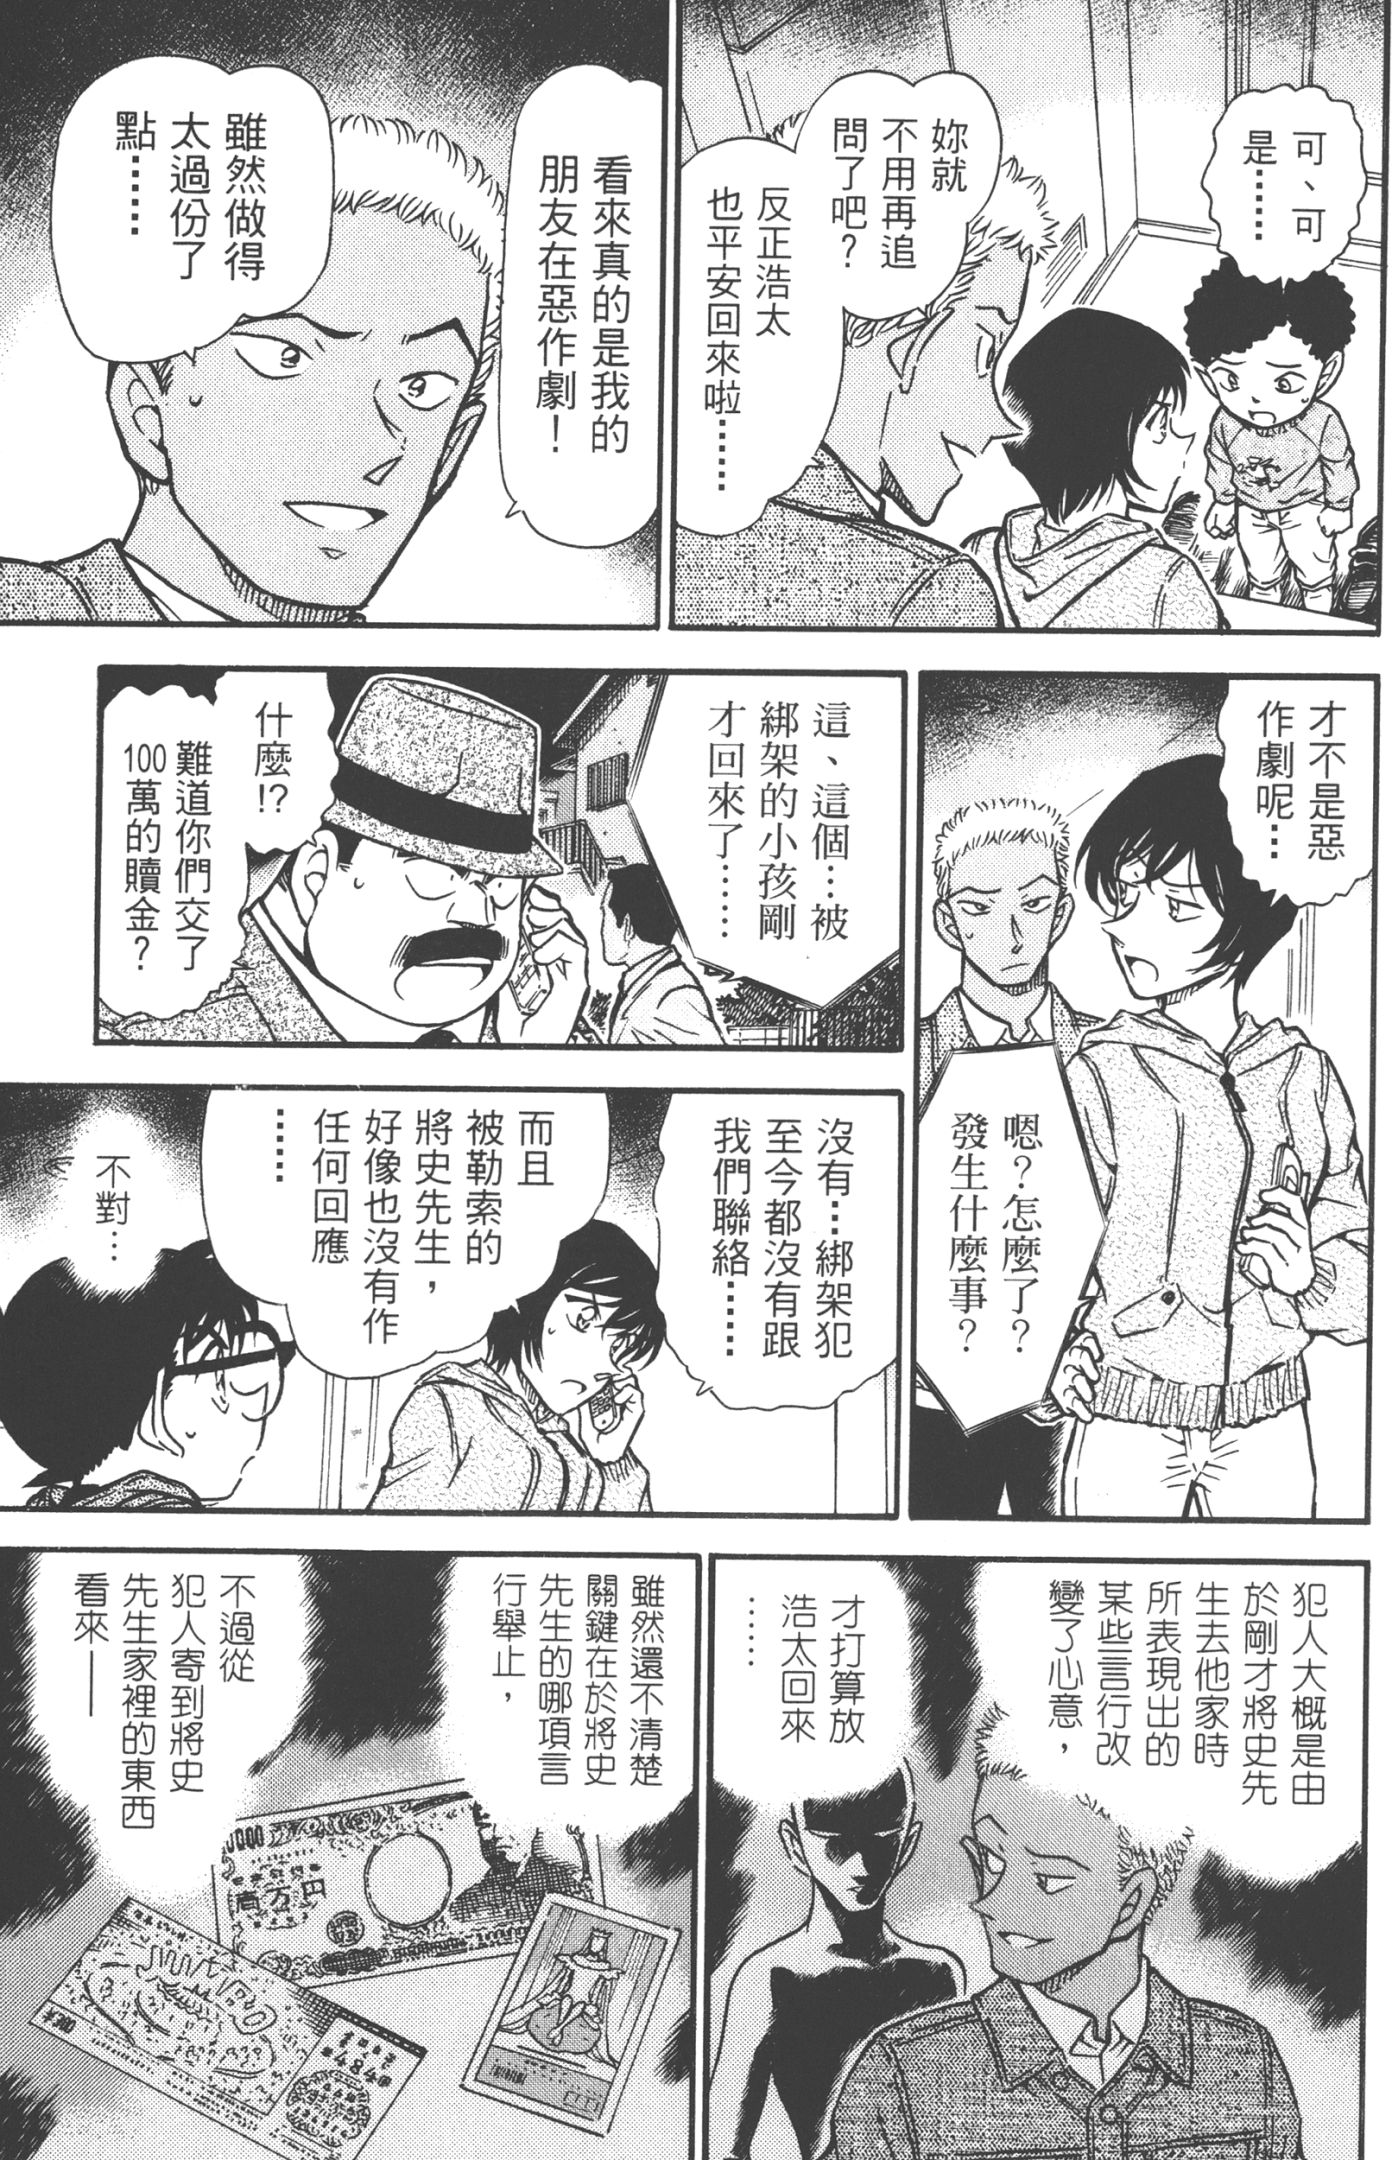 可、可
是……
妳就
不用再追
問了吧?
反正浩太
也平安回來啦……
看來真的是我的
朋友在惡作劇!
雖然做得
太過份了
點……
才不是惡
作劇呢…
嗯?怎麼了?
發生什麼事?
這、這個…被
綁架的小孩剛
才回來了……
什麼!?
難道你們交了
100萬的贖金?
沒有…綁架犯
至今都沒有跟
我們聯絡……
而且
被勒索的
將史先生,
好像也沒有作
任何回應
……
不對…
犯人大概是由
於剛才將史先
生去他家時
所表現出的
某些言行改
變了心意,
才打算放
浩太回來
……
雖然還不清楚
關鍵在於將史
先生的哪項言
行舉止,
不過從
犯人寄到將史
先生家裡的東西
看來——
壱万円